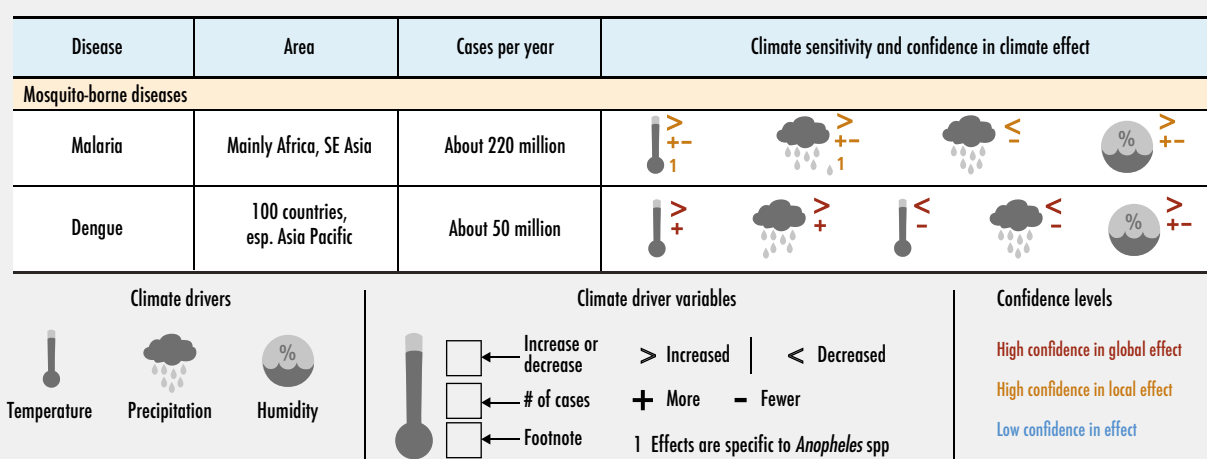 Disease Area Cases per year Climate sensitivity and confidence in climate effect
Mosquito-borne diseases
Malaria Mainly Africa, SE Asia About 220 million
> + - 1
> + - 1
< -
% > + -
Dengue 100 countries,
esp. Asia Pacific About 50 million
> +
> +
< -
< -
% > + -
Climate drivers
%
Temperature Precipitation Humidity
Climate driver variables
Increase or
decrease
# of cases
Footnote
> Increased < Decreased
+ More - Fewer
1 Effects are specific to Anopheles spp
Confidence levels
High confidence in global effect
High confidence in local effect
Low confidence in effect